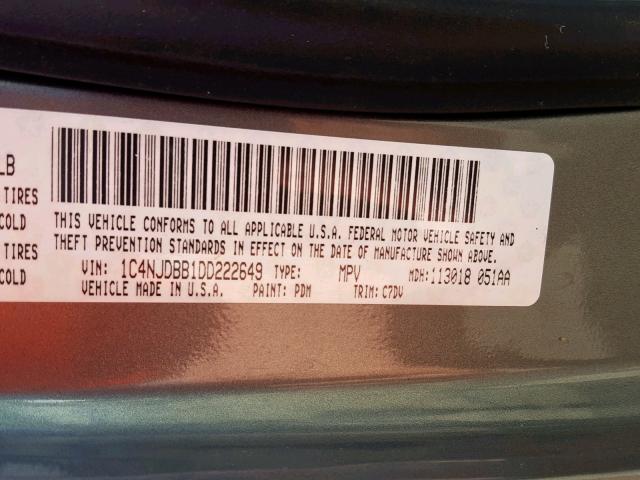 LB
TIRES
COLD
TIRES
COLD
THIS VEHICLE CONFORMS TO ALL APPLICABLE U.S.A. FEDERAL MOTOR VEHICLE SAFETY AND
THEFT PREVENTION STANDARDS IN EFFECT ON THE DATE OF MANUFACTURE SHOWN ABOVE.
VIN: 1C4NJDBB1DD222649 TYPE: MPV MDH:113018 051AA
VEHICLE MADE IN U.S.A. PAINT: PDM TRIM: C7DV